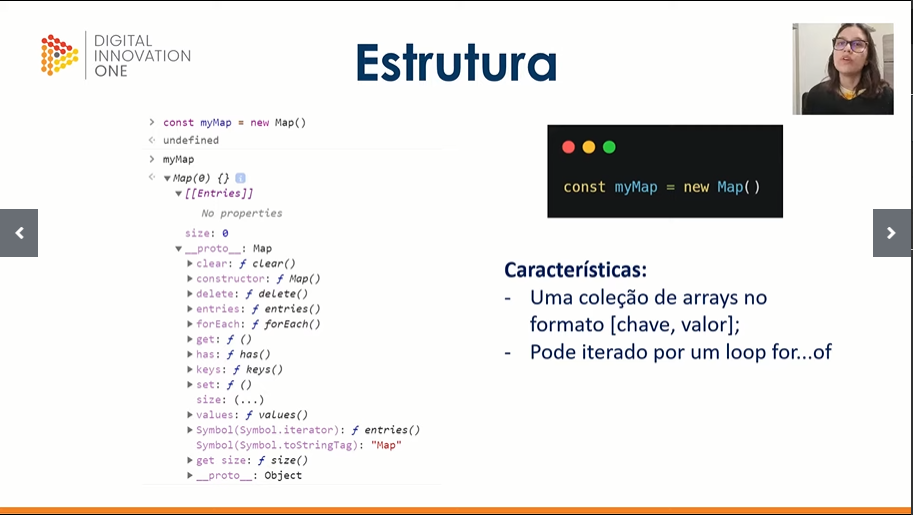 DIGITAL
INNOVATION
ONE
Estrutura
> const myMap = new Map()
undefined
> myMap
Map(0) {} i
[[Entries]]
No properties
size: 0
__proto__: Map
clear: ƒ clear()
constructor: ƒ Map()
delete: ƒ delete()
entries: ƒ entries()
forEach: ƒ forEach()
get: ƒ ()
has: ƒ has()
keys: ƒ keys()
set: ƒ ()
size: (...)
values: ƒ values()
Symbol(Symbol.iterator): ƒ entries()
Symbol(Symbol.toStringTag): "Map"
get size: ƒ size()
__proto__: Object
const myMap = new Map()
Características:
- Uma coleção de arrays no
formato [chave, valor];
- Pode iterado por um loop for...of